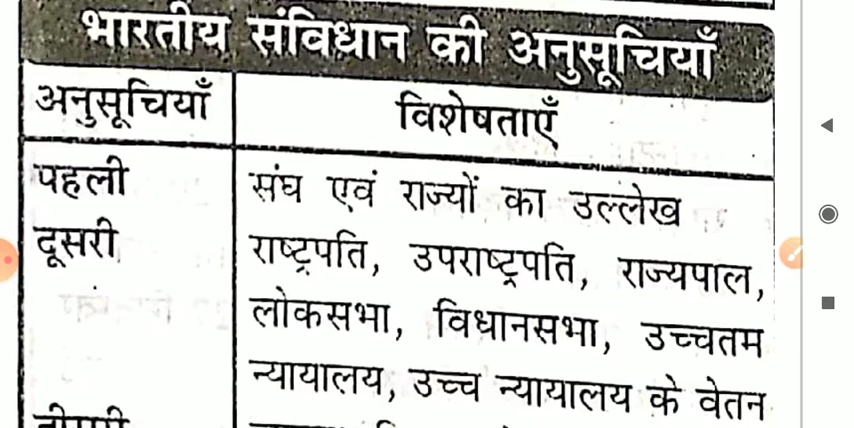 भारतीय संविधान की अनुसूचियाँ
अनुसूचियाँ विशेषताएँ
पहली संघ एवं राज्यों का उल्लेख
दूसरी राष्ट्रपति, उपराष्ट्रपति, राज्यपाल,
लोकसभा, विधानसभा, उच्चतम
न्यायालय, उच्च न्यायालय के वेतन